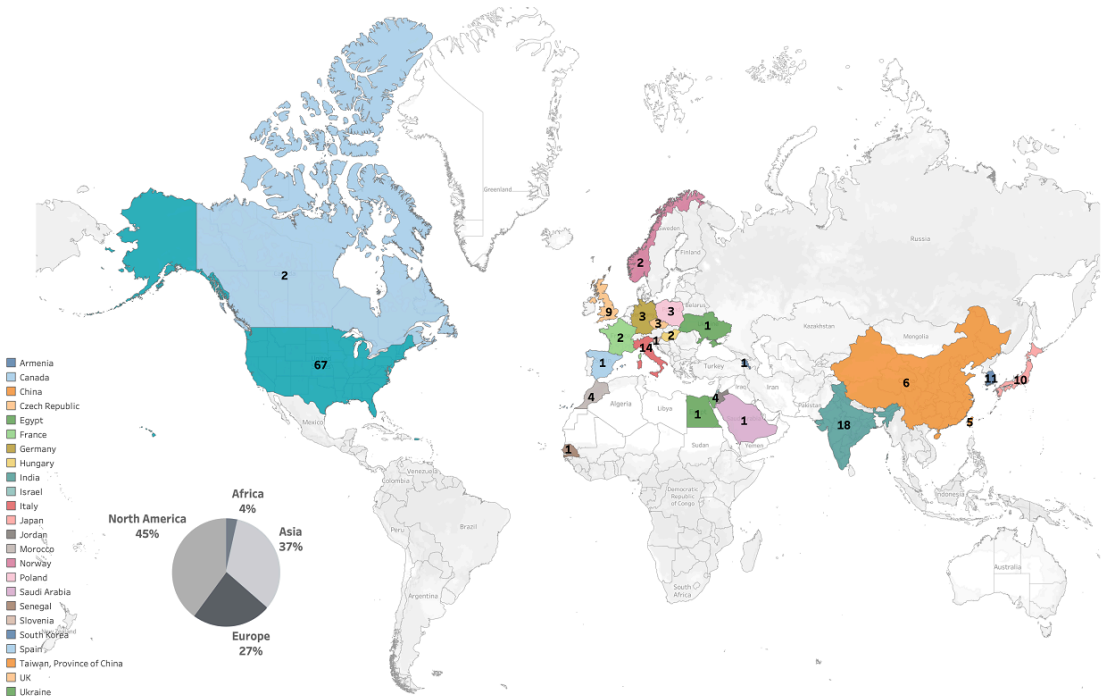 Greenland
Russia
Sweden
Finland
2
2
Belarus
9
3
3
3
1
Kazakhstan
Mongolia
2
14
1
2
67
1
1
Turkey
6
11
10
4
Algeria
Libya
4
Iraq
Iran
Pakistan
Mexico
1
1
18
5
Sudan
Yemen
1
Venezuela
Colombia
Democratic
Republic
of Congo
Indonesia
Peru
Brazil
Australia
South
Africa
Argentina
Armenia
Canada
China
Czech Republic
Egypt
France
Germany
Hungary
India
Israel
Italy
Japan
Jordan
Morocco
Norway
Poland
Saudi Arabia
Senegal
Slovenia
South Korea
Spain
Taiwan, Province of China
UK
Ukraine
Africa
4%
North America
45%
Asia
37%
Europe
27%